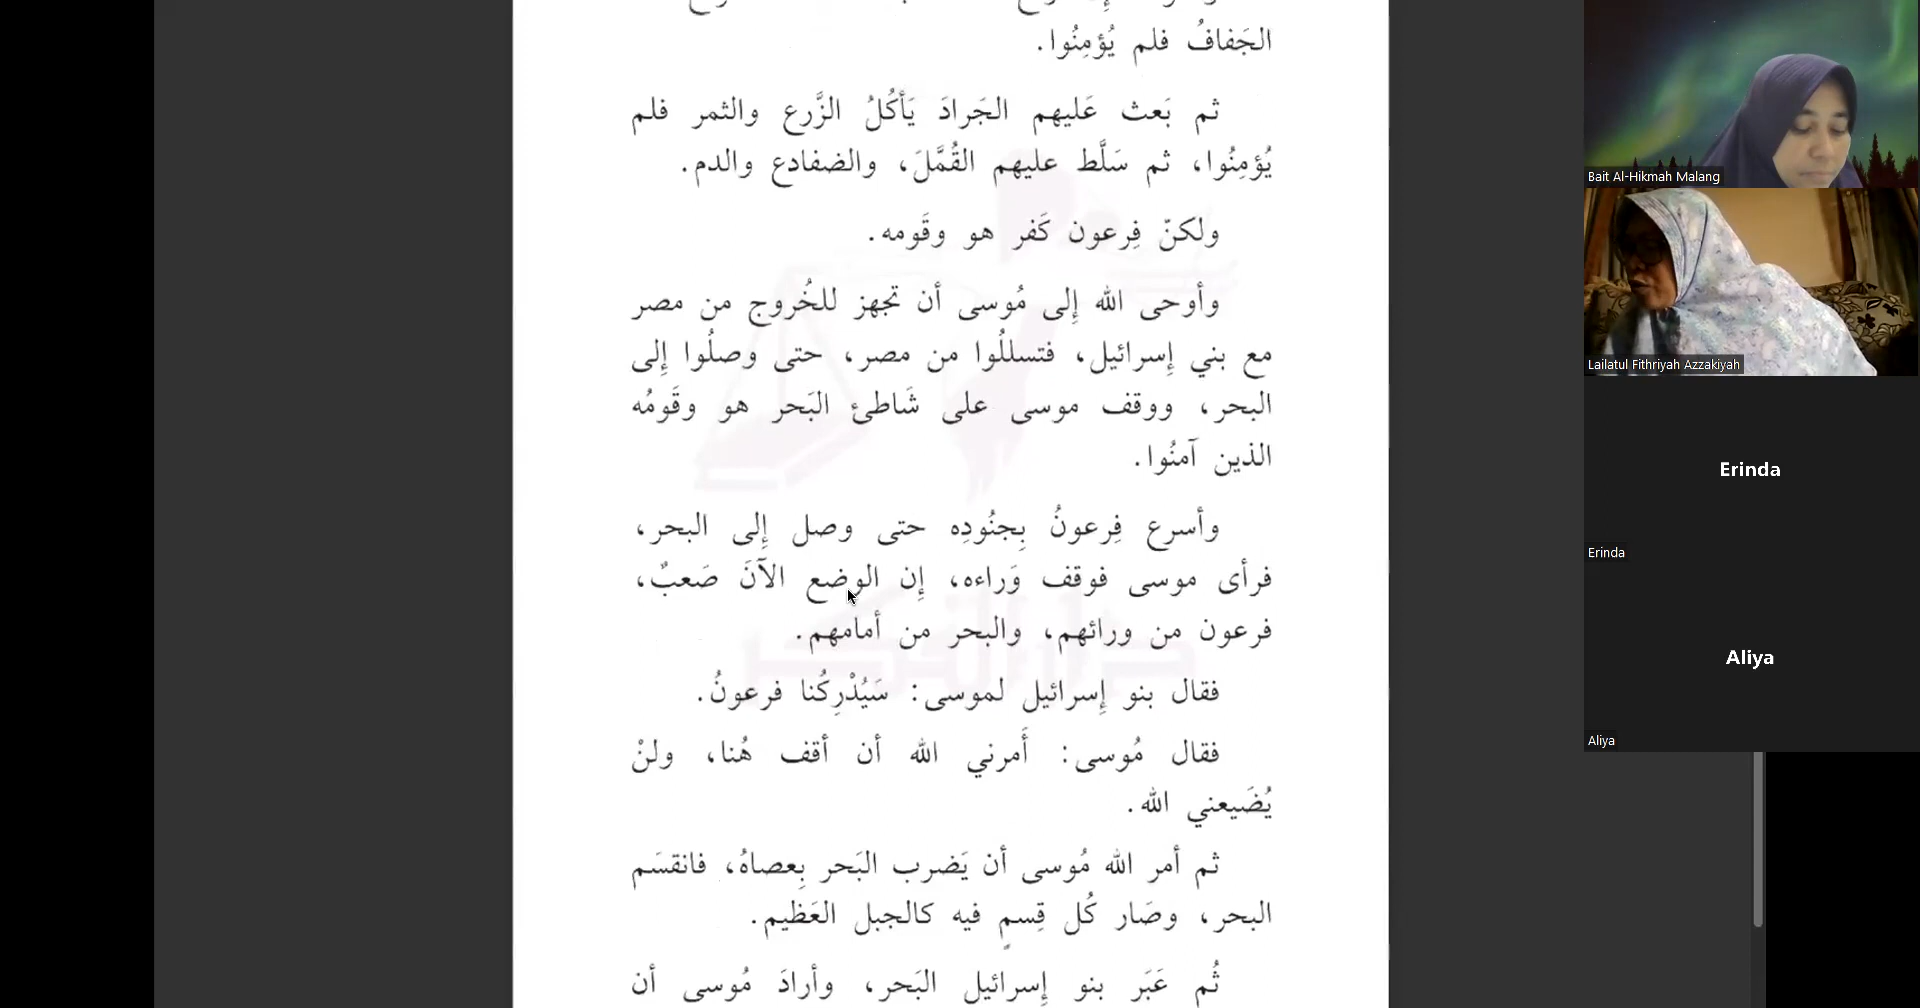 الجَفافُ فلم يُؤمِنُوا.
ثم بَعث عَليهم الجَرادَ يَأكُلُ الزَّرع والثمر فلم
يُؤمِنُوا، ثم سَلَّط عليهم القُمَّلَ، والضفادع والدم.
ولكنّ فِرعون كَفر هو وقَومه.
وأوحى الله إِلى مُوسى أن تجهز للخُروج من مصر
مع بني إِسرائيل، فتسللُوا من مصر، حتى وصلُوا إِلى
البحر، ووقف موسى على شَاطئ البَحر هو وقَومُه
الذين آمنُوا.
وأسرع فِرعونُ بِجنُودِه حتى وصل إِلى البحر،
فرأى موسى فوقف وَراءه، إِن الوضع الآنَ صَعبٌ،
فرعون من ورائهم، والبحر من أمامهم.
فقال بنو إِسرائيل لموسى: سَيُدْرِكُنا فرعونُ.
فقال مُوسى: أَمرني الله أن أقف هُنا، ولنْ
يُضَيعني الله.
ثم أمر الله مُوسى أن يَضرب البَحر بِعصاهُ، فانقسَم
البحر، وصَار كُل قِسمٍ فيه كالجبل العَظيم.
ثُم عَبَر بنو إِسرائيل البَحر، وأرادَ مُوسى أن
Bait Al-Hikmah Malang
Lailatul Fithriyah Azzakiyah
Erinda
Erinda
Aliya
Aliya